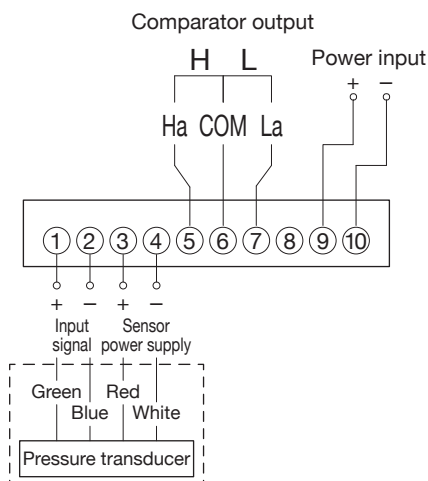 Comparator output
H L
Power input
+ −
Ha COM La
1 2 3 4 5 6 7 8 9 10
+ − + −
Input signal
Sensor power supply
Green Red
Blue White
Pressure transducer